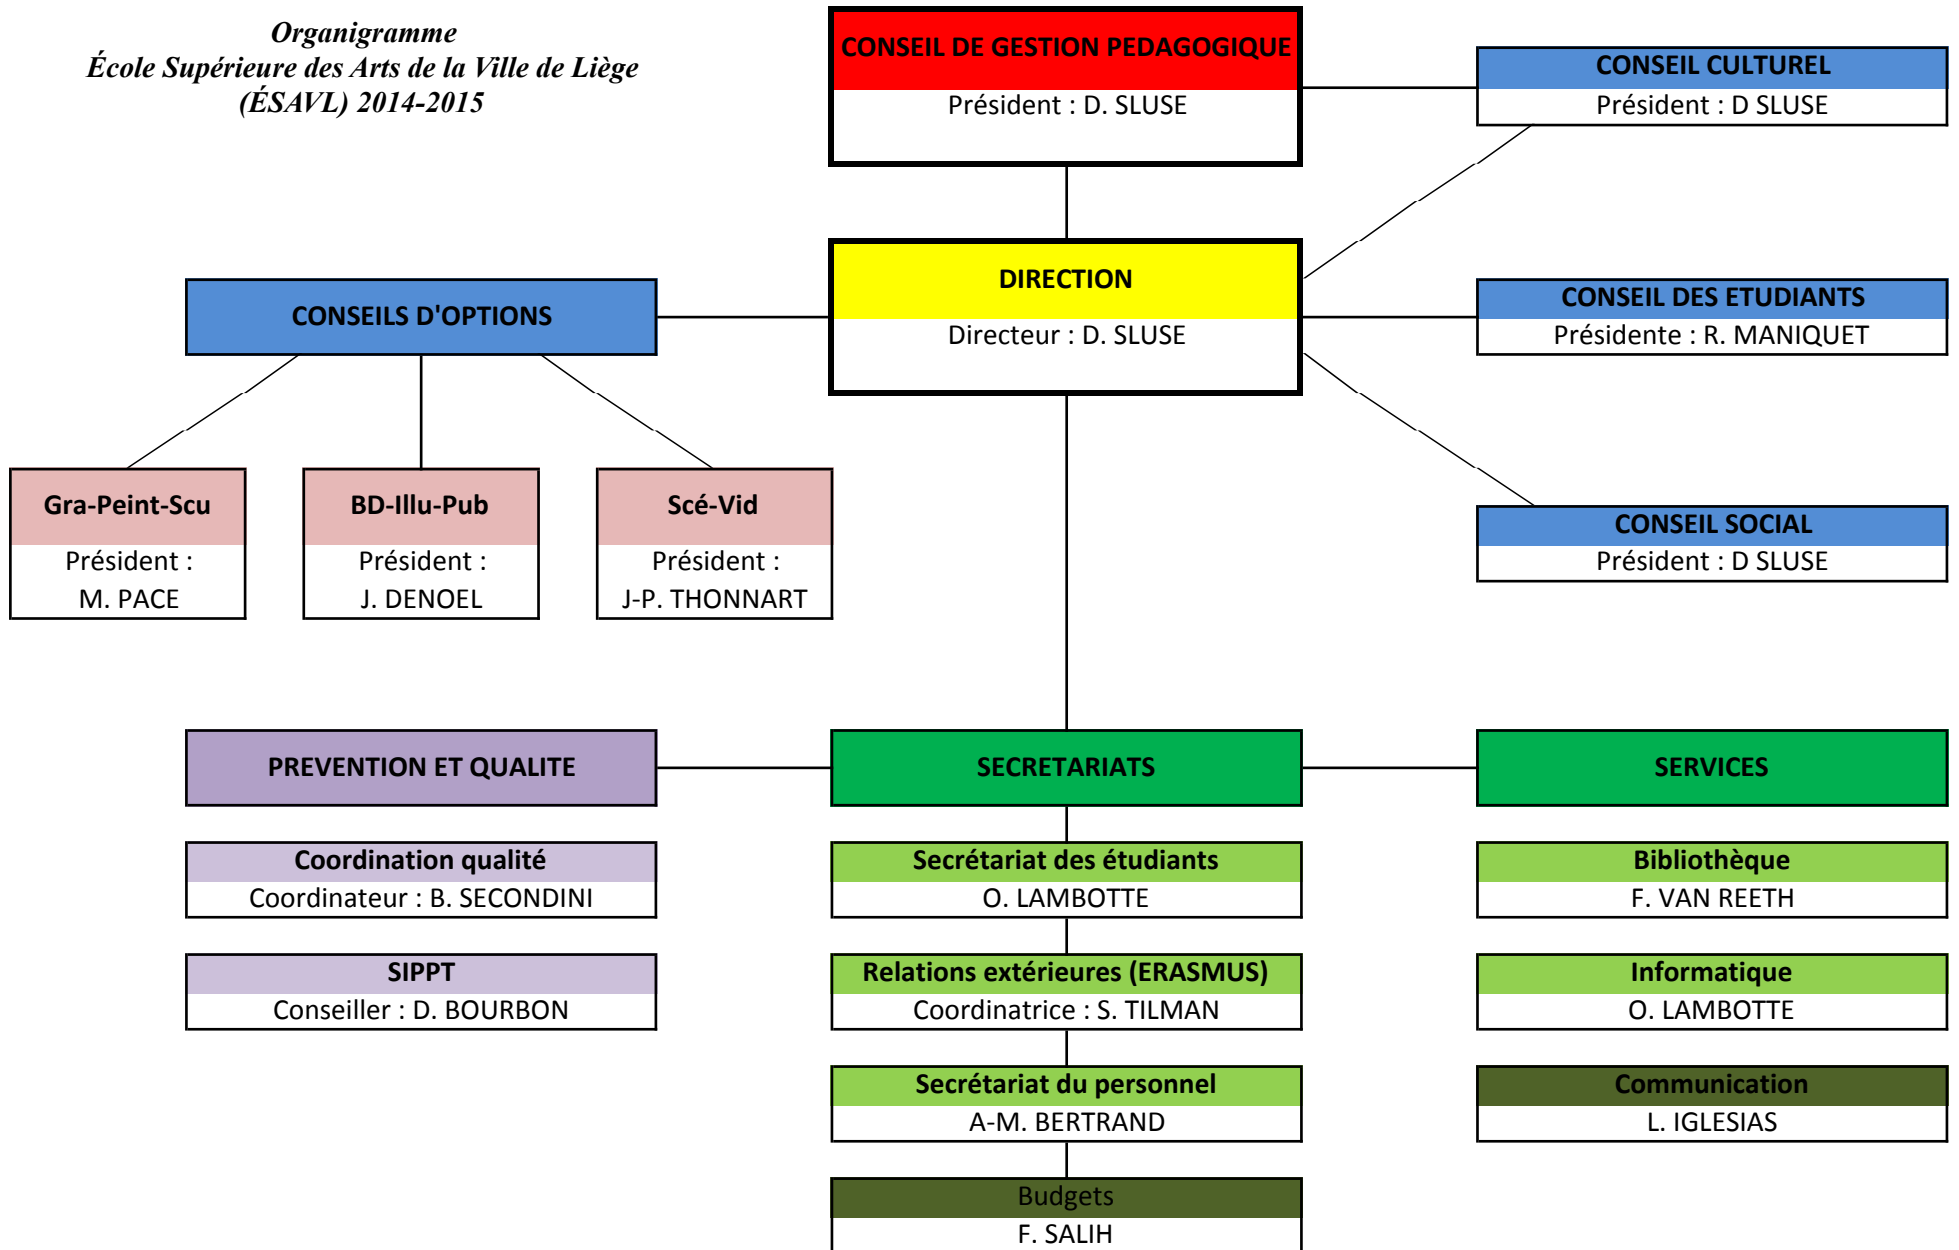 Organigramme
École Supérieure des Arts de la Ville de Liège
(ÉSAVL) 2014-2015
CONSEIL DE GESTION PEDAGOGIQUE
Président : D. SLUSE
CONSEIL CULTUREL
Président : D SLUSE
DIRECTION
Directeur : D. SLUSE
CONSEILS D'OPTIONS
CONSEIL DES ETUDIANTS
Présidente : R. MANIQUET
Gra-Peint-Scu
Président :
M. PACE
BD-Illu-Pub
Président :
J. DENOEL
Scé-Vid
Président :
J-P. THONNART
CONSEIL SOCIAL
Président : D SLUSE
PREVENTION ET QUALITE
SECRETARIATS
SERVICES
Coordination qualité
Coordinateur : B. SECONDINI
Secrétariat des étudiants
O. LAMBOTTE
Bibliothèque
F. VAN REETH
SIPPT
Conseiller : D. BOURBON
Relations extérieures (ERASMUS)
Coordinatrice : S. TILMAN
Informatique
O. LAMBOTTE
Secrétariat du personnel
A-M. BERTRAND
Communication
L. IGLESIAS
Budgets
F. SALIH